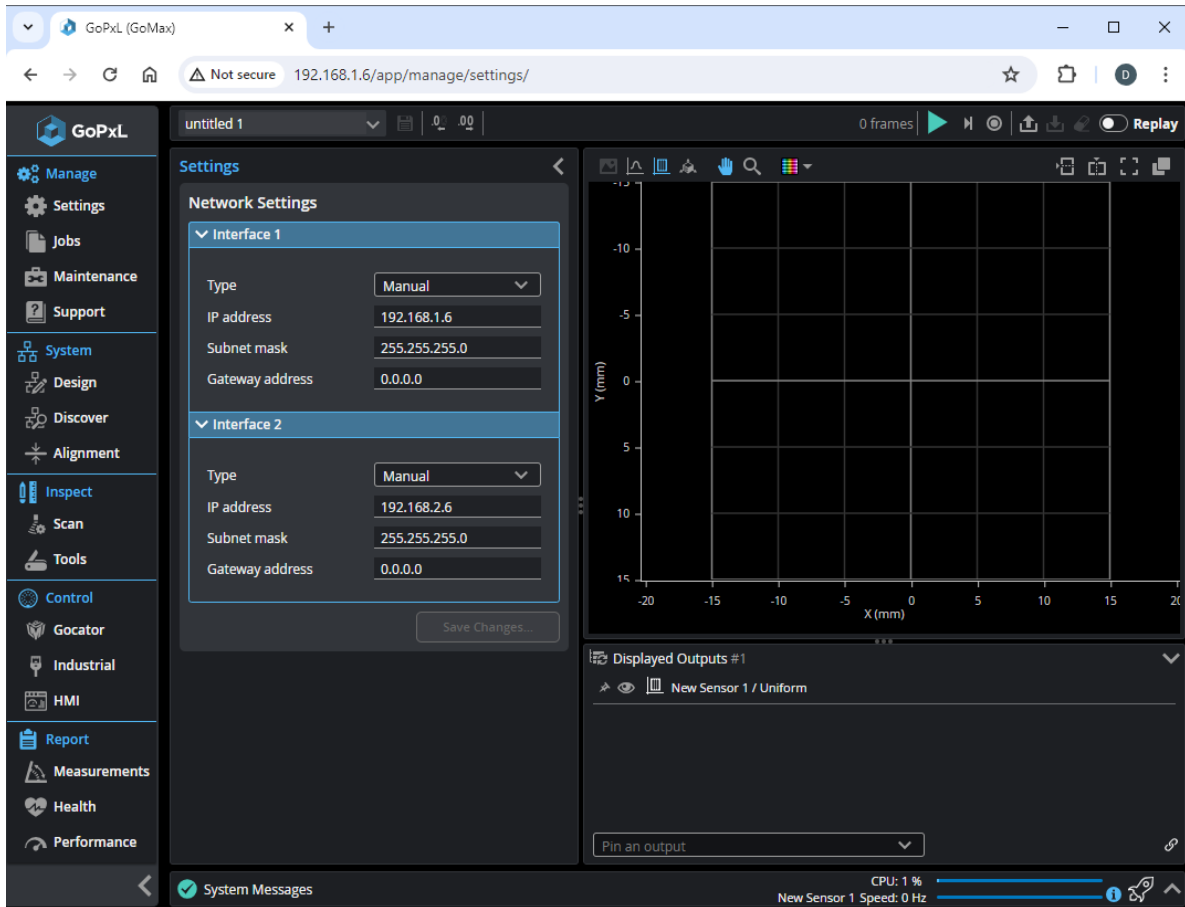 GoPxL (GoMax)
Not secure 192.168.1.6/app/manage/settings/
D
GoPxL
untitled 1
.0 .00
0 frames
Replay
Manage
Settings
Jobs
Maintenance
Support
System
Design
Discover
Alignment
Inspect
Scan
Tools
Control
Gocator
Industrial
HMI
Report
Measurements
Health
Performance
Settings
Network Settings
Interface 1
Type Manual
IP address 192.168.1.6
Subnet mask 255.255.255.0
Gateway address 0.0.0.0
Interface 2
Type Manual
IP address 192.168.2.6
Subnet mask 255.255.255.0
Gateway address 0.0.0.0
Save Changes...
-15
-10
-5
0
5
10
15
Y (mm)
-20 -15 -10 -5 0 5 10 15 20
X (mm)
Displayed Outputs #1
New Sensor 1 / Uniform
Pin an output
System Messages
CPU: 1 %
New Sensor 1 Speed: 0 Hz